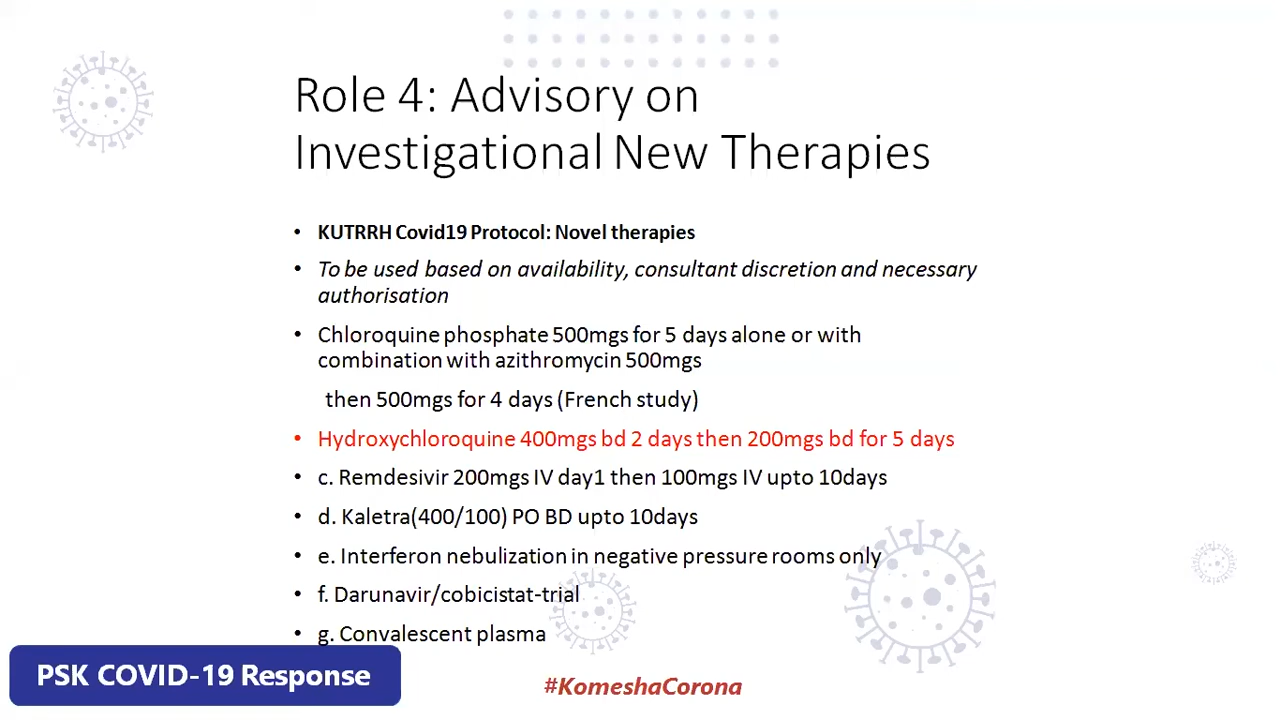 Role 4: Advisory on
Investigational New Therapies
• KUTRRH Covid19 Protocol: Novel therapies
• To be used based on availability, consultant discretion and necessary
authorisation
• Chloroquine phosphate 500mgs for 5 days alone or with
combination with azithromycin 500mgs
then 500mgs for 4 days (French study)
• Hydroxychloroquine 400mgs bd 2 days then 200mgs bd for 5 days
• c. Remdesivir 200mgs IV day1 then 100mgs IV upto 10days
• d. Kaletra(400/100) PO BD upto 10days
• e. Interferon nebulization in negative pressure rooms only
• f. Darunavir/cobicistat-trial
• g. Convalescent plasma
PSK COVID-19 Response
#KomeshaCorona